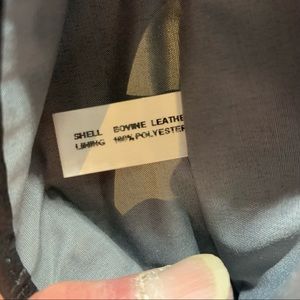 SHELL BOVINE LEATHE
LINING 100% POLYESTER